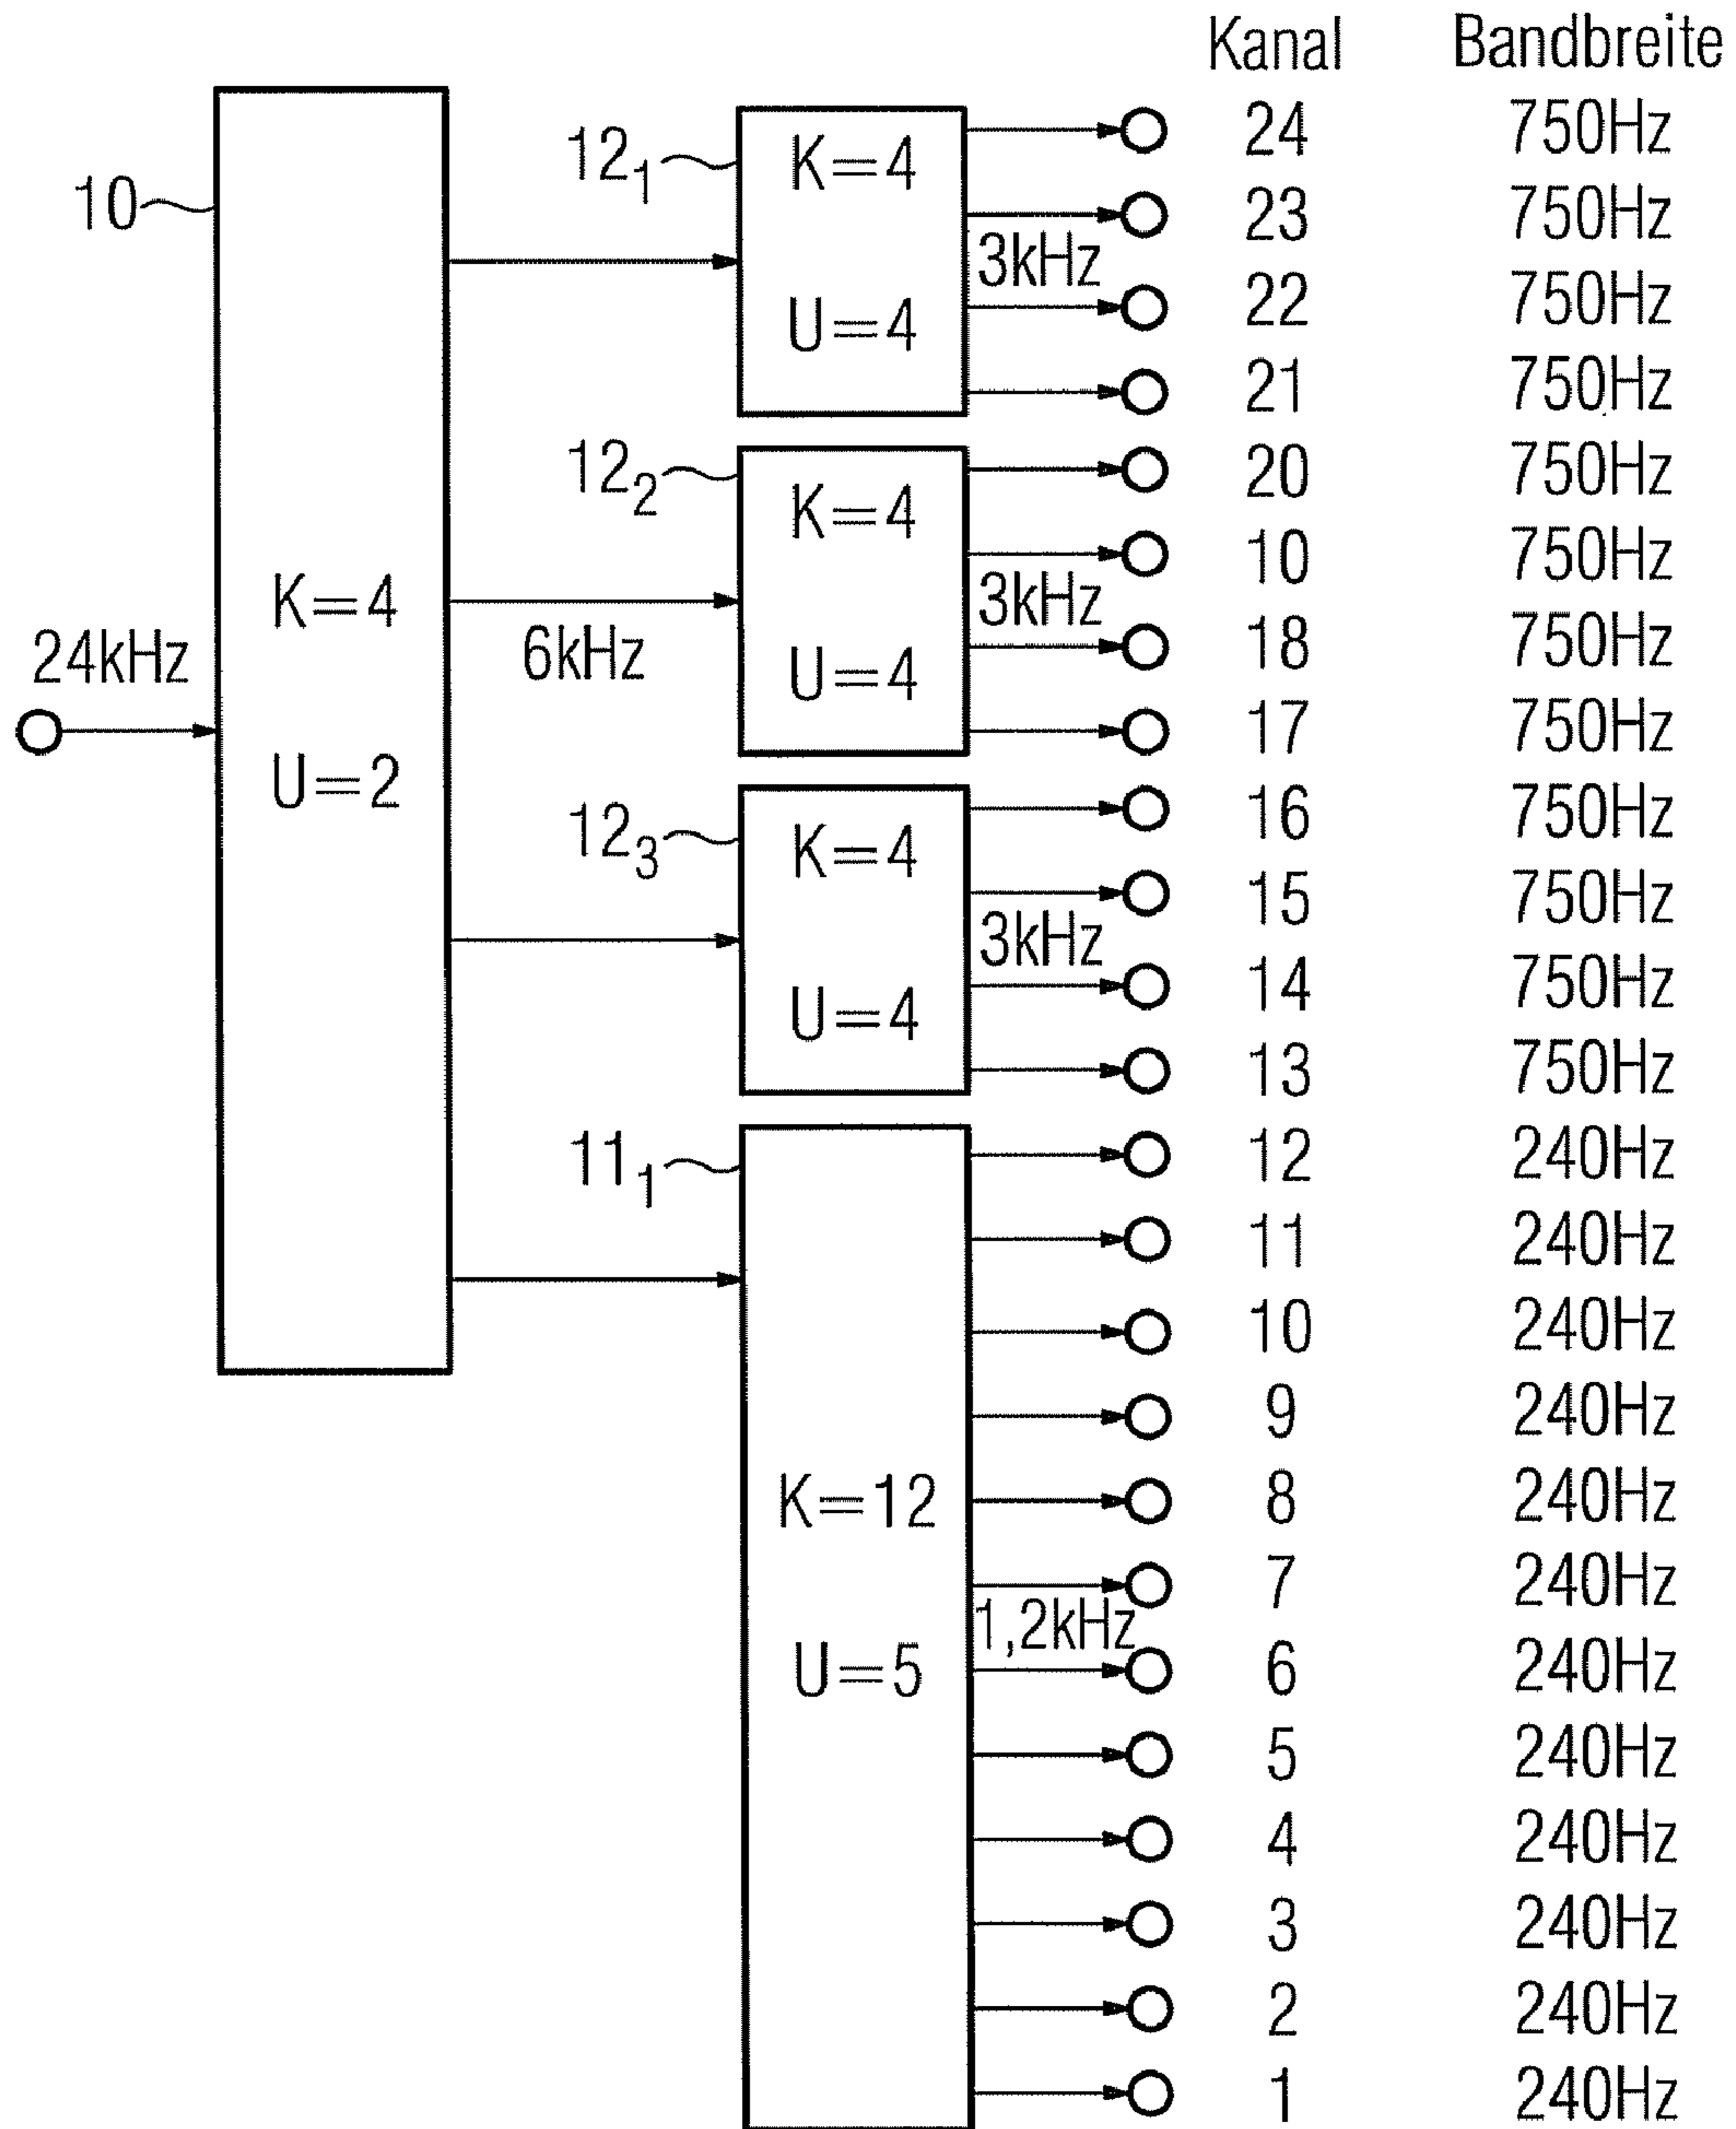 Kanal Bandbreite
24 750Hz
12₁ K=4
10
23 750Hz
3kHz
22 750Hz
U=4
21 750Hz
20 750Hz
12₂ K=4
10 750Hz
K=4 6kHz 3kHz
24kHz
18 750Hz
U=4
17 750Hz
U=2
16 750Hz
12₃ K=4
15 750Hz
3kHz
14 750Hz
U=4
13 750Hz
11₁
12 240Hz
11 240Hz
10 240Hz
9 240Hz
K=12
8 240Hz
7 240Hz
1,2kHz
U=5
6 240Hz
5 240Hz
4 240Hz
3 240Hz
2 240Hz
1 240Hz